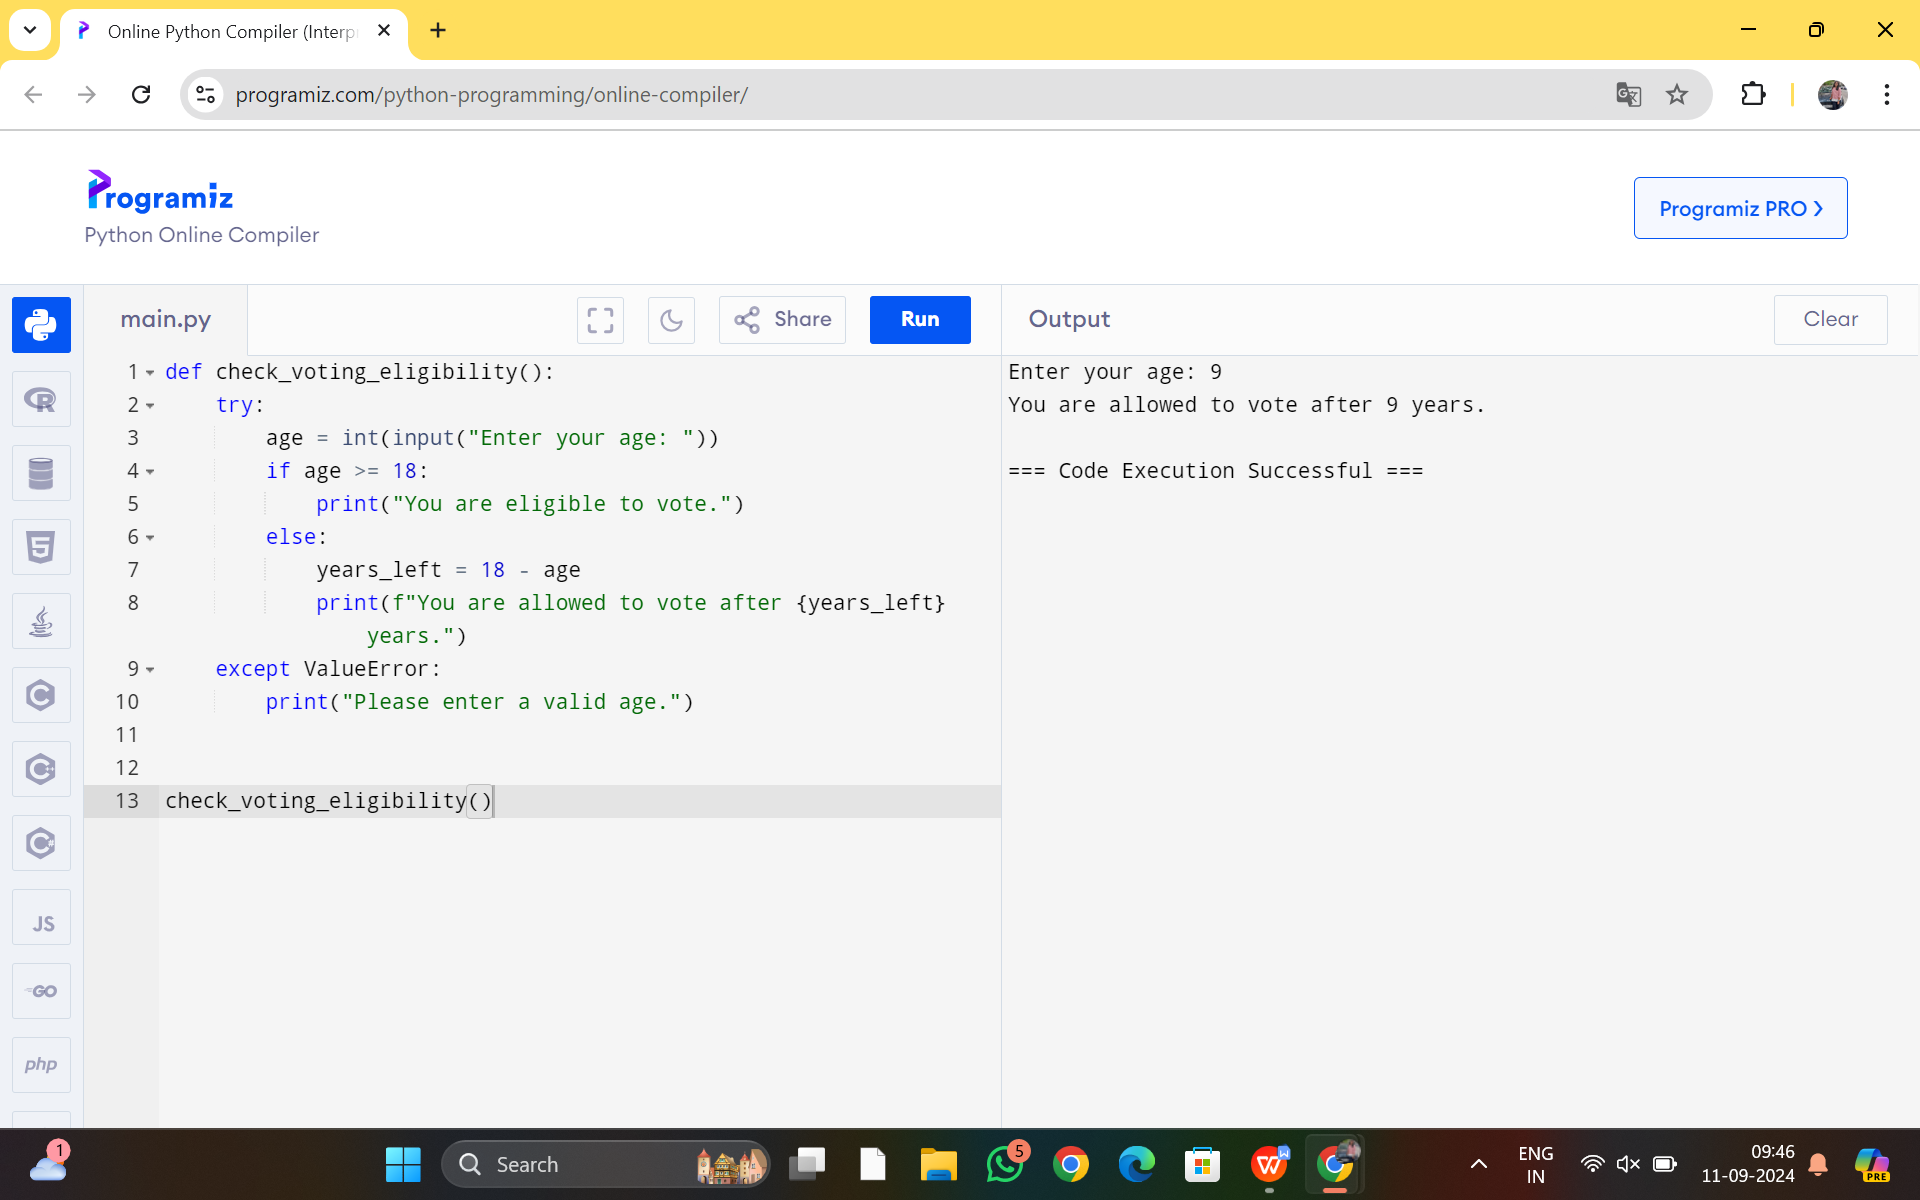 Online Python Compiler (Interp
programiz.com/python-programming/online-compiler/
Programiz
Python Online Compiler
Programiz PRO ❯
main.py
Share
Run
Output
Clear
1 def check_voting_eligibility():
2     try:
3         age = int(input("Enter your age: "))
4         if age >= 18:
5             print("You are eligible to vote.")
6         else:
7             years_left = 18 - age
8             print(f"You are allowed to vote after {years_left}
                years.")
9     except ValueError:
10         print("Please enter a valid age.")
11
12
13 check_voting_eligibility()
Enter your age: 9
You are allowed to vote after 9 years.
=== Code Execution Successful ===
R
5
C
C
C#
JS
GO
php
1
Search
5
W
W
ENG
IN
09:46
11-09-2024
PRE